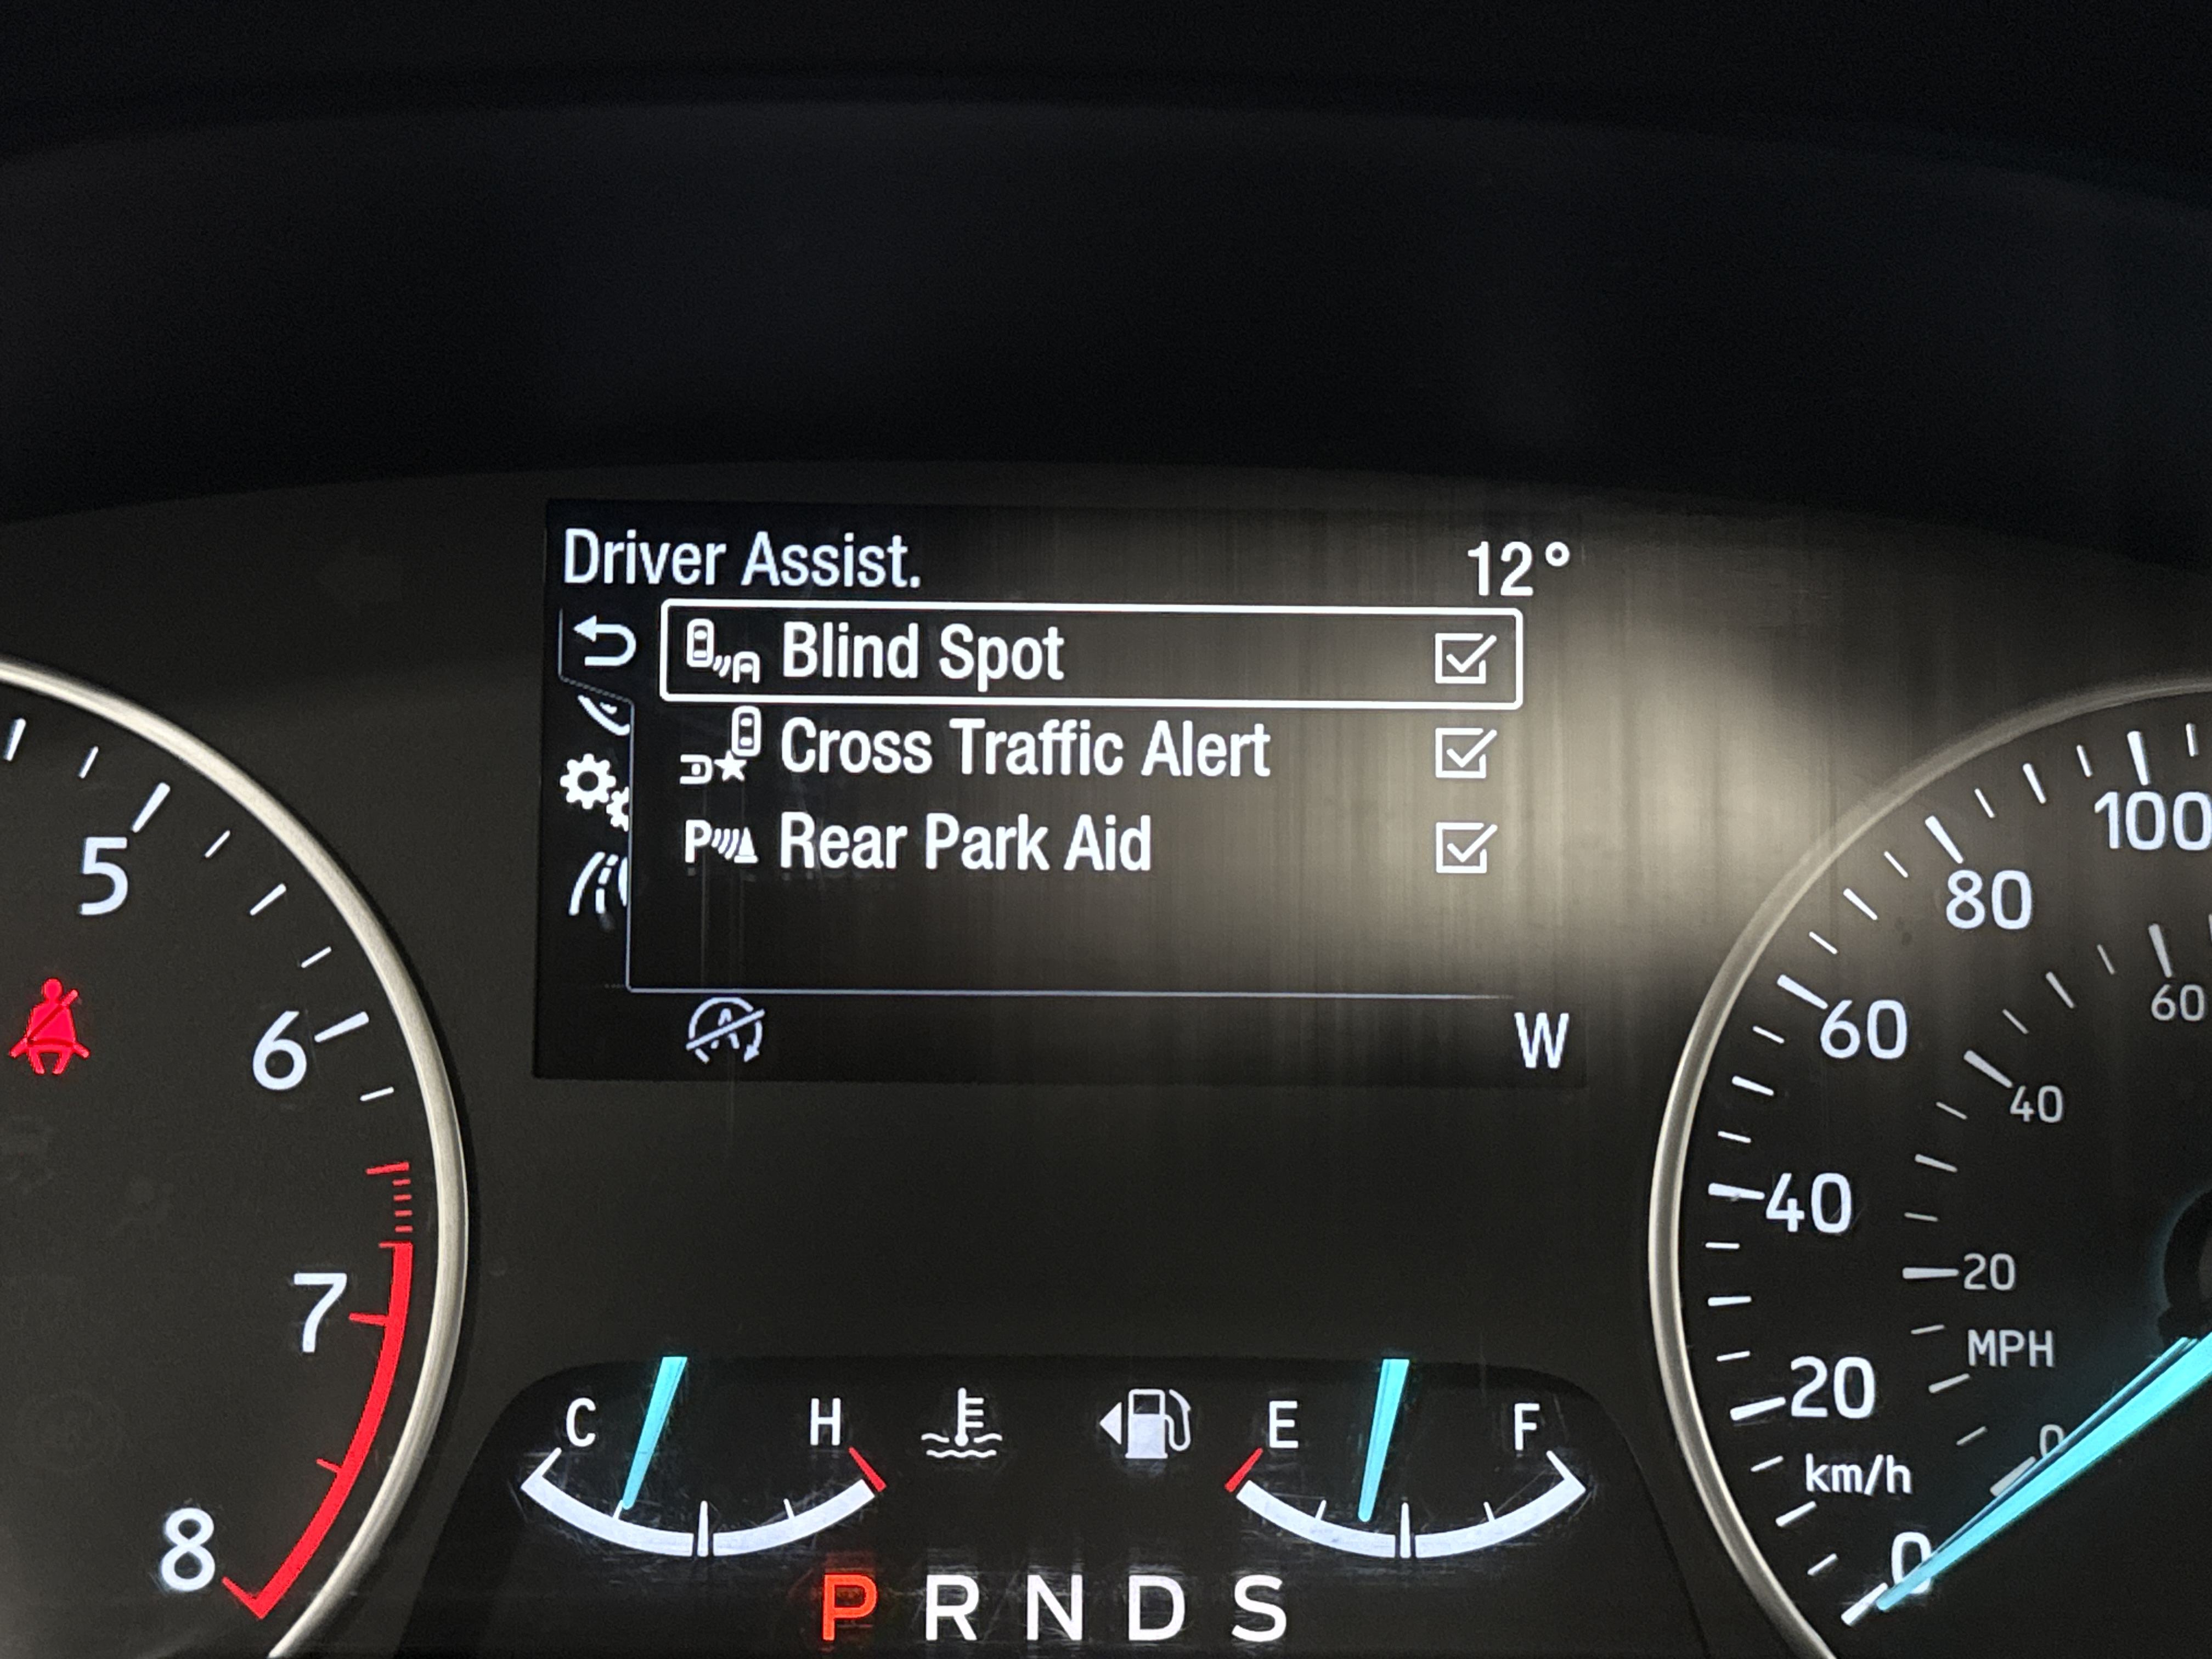 Driver Assist. 12°
Blind Spot
Cross Traffic Alert
P Rear Park Aid
A W
5
6
7
8
100
80
60
40
20
km/h
0
60
40
20
MPH
0
C H E F
P R N D S